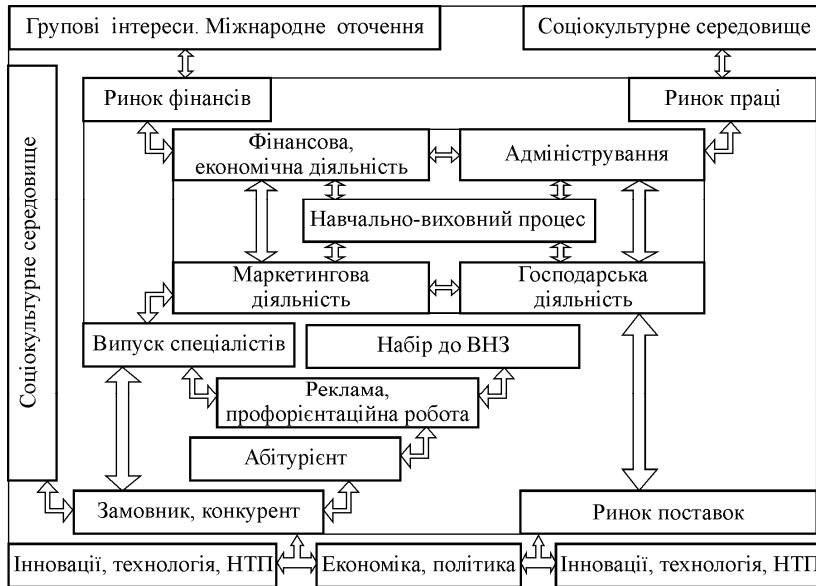 Групові інтереси. Міжнародне оточення
Соціокультурне середовище
Соціокультурне середовище
Ринок фінансів
Ринок праці
Фінансова,
економічна діяльність
Адміністрування
Навчально-виховний процес
Маркетингова
діяльність
Господарська
діяльність
Випуск спеціалістів
Набір до ВНЗ
Реклама,
профорієнтаційна робота
Абітурієнт
Замовник, конкурент
Ринок поставок
Інновації, технологія, НТП
Економіка, політика
Інновації, технологія, НТП